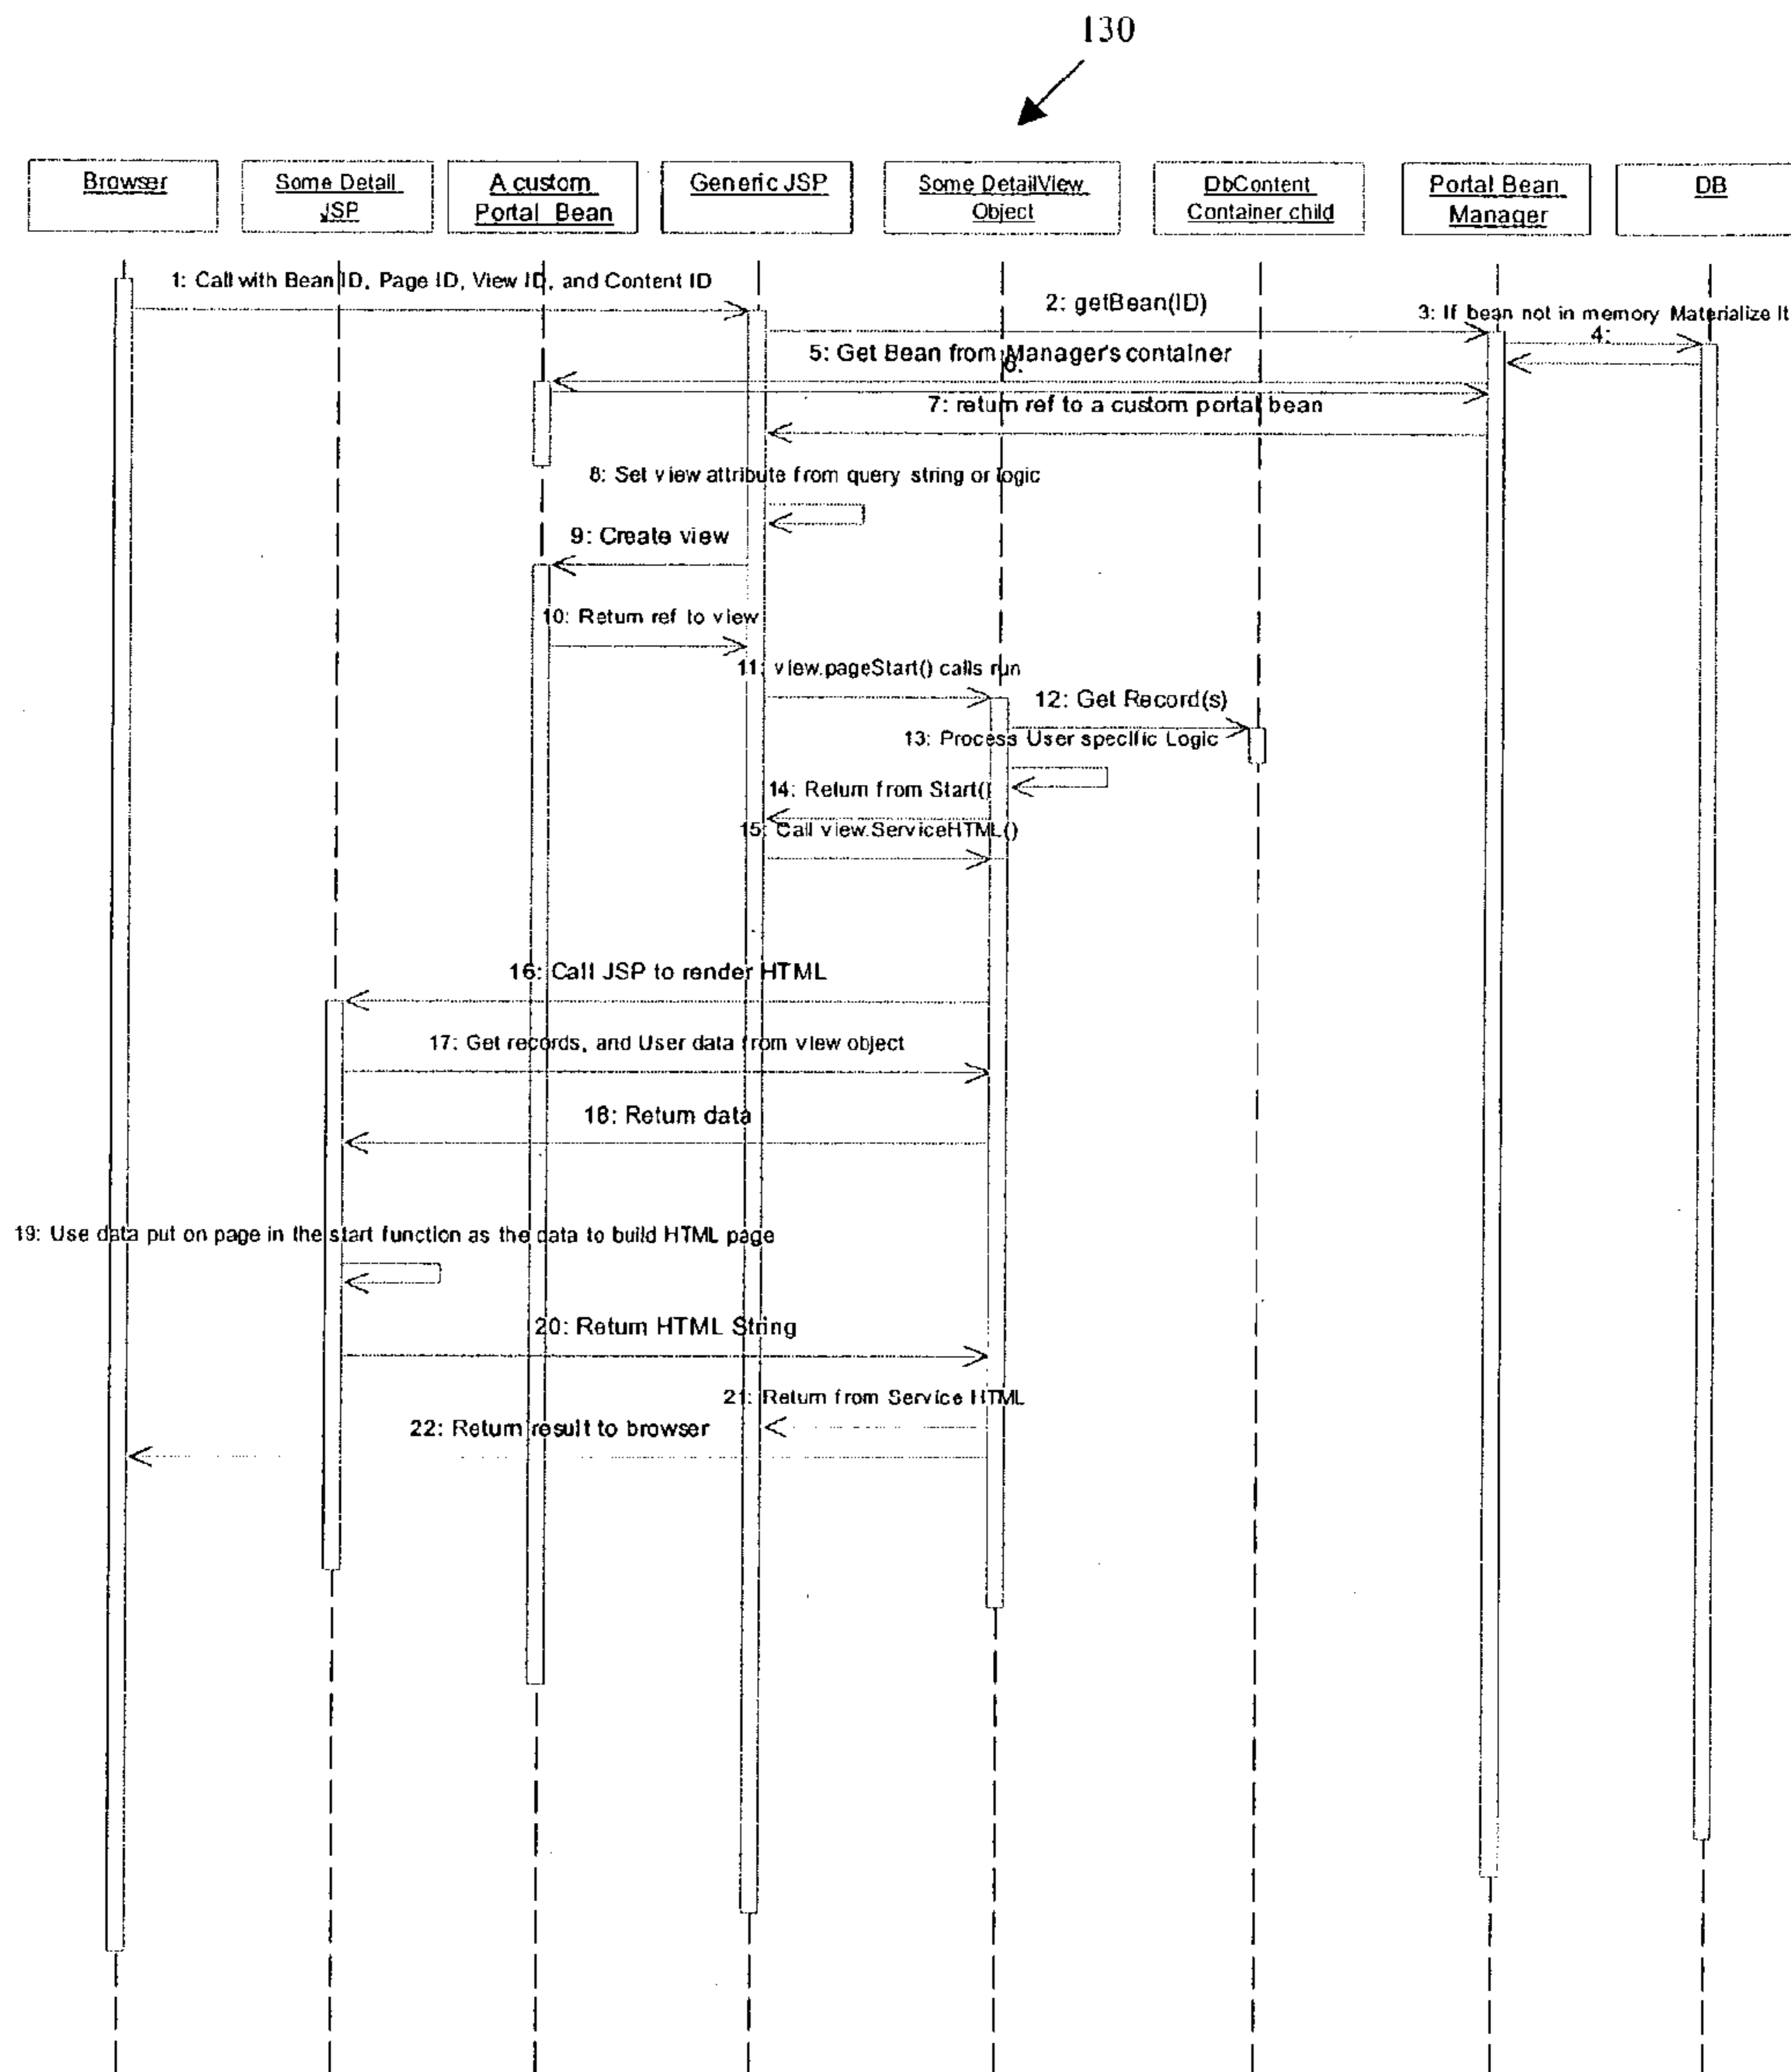 130
Browser
Some Detail
JSP
A custom
Portal Bean
Generic JSP
Some DetailView
Object
DbContent
Container child
Portal Bean
Manager
DB
1: Call with Bean ID, Page ID, View ID, and Content ID
2: getBean(ID)
3: If bean not in memory Materialize It
4:
5: Get Bean from Manager's container
6:
7: return ref to a custom portal bean
8: Set view attribute from query string or logic
9: Create view
10: Return ref to view
11: view.pageStart() calls run
12: Get Record(s)
13: Process User specific Logic
14: Return from Start()
15: Call view.ServiceHTML()
16: Call JSP to render HTML
17: Get records, and User data from view object
18: Return data
19: Use data put on page in the start function as the data to build HTML page
20: Return HTML String
21: Return from Service HTML
22: Return result to browser